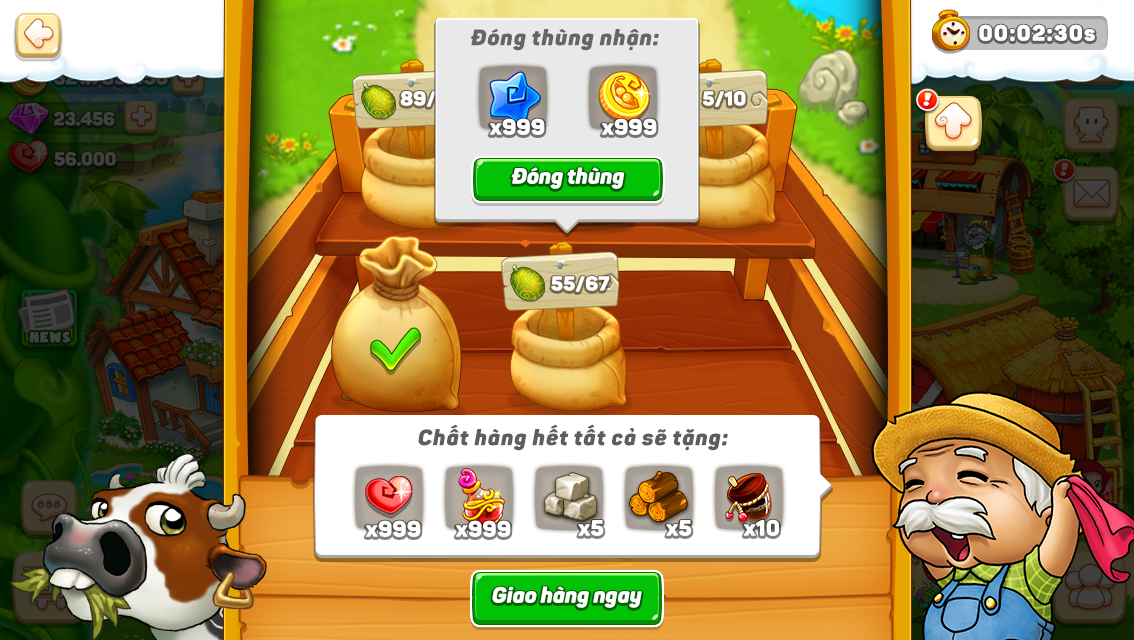 Đóng thùng nhận:
x999
x999
Đóng thùng
00:02:30s
23.456
56.000
89/
5/10
55/67
NEWS
Chất hàng hết tất cả sẽ tặng:
x999
x999
x5
x5
x10
Giao hàng ngay